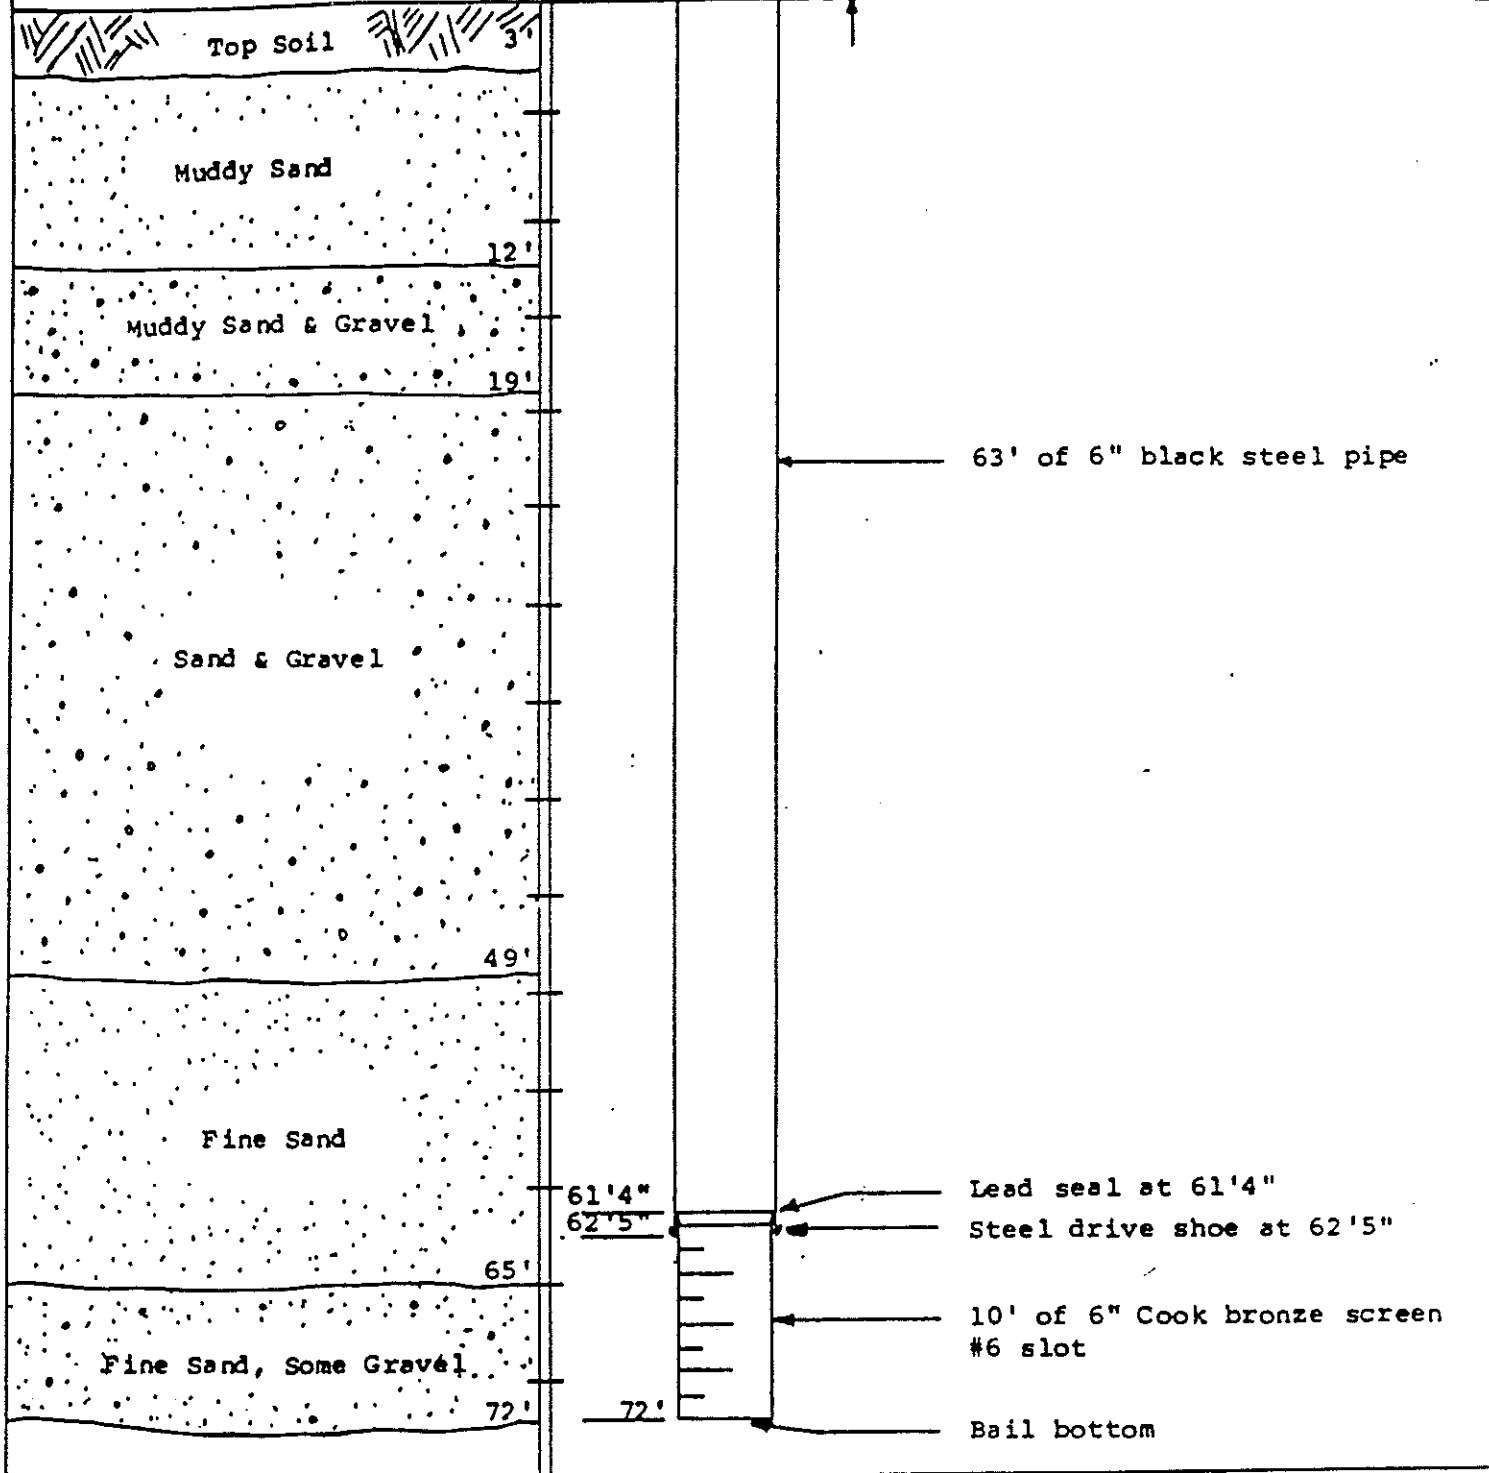 Top Soil
3'
Muddy Sand
12'
Muddy Sand & Gravel
19'
63' of 6" black steel pipe
Sand & Gravel
49'
Fine Sand
61'4"
Lead seal at 61'4"
62'5"
Steel drive shoe at 62'5"
65'
10' of 6" Cook bronze screen
#6 slot
Fine Sand, Some Gravel
72'
72'
Bail bottom